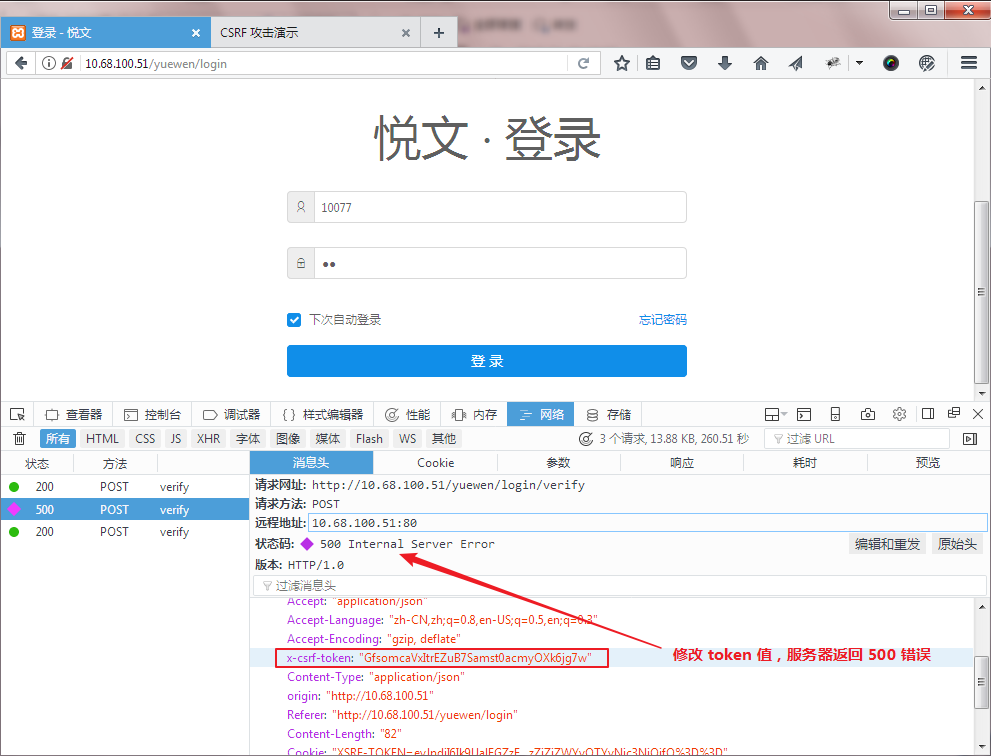 登录 - 悦文
CSRF 攻击演示
10.68.100.51/yuewen/login
悦文 · 登录
10077
下次自动登录
忘记密码
登 录
查看器 控制台 调试器 样式编辑器 性能 内存 网络 存储
所有 HTML CSS JS XHR 字体 图像 媒体 Flash WS 其他 3 个请求, 13.88 KB, 260.51 毫秒 过滤 URL
状态 方法
消息头 Cookie 参数 响应 耗时 预览
200 POST verify
500 POST verify
200 POST verify
请求网址: http://10.68.100.51/yuewen/login/verify
请求方法: POST
远程地址: 10.68.100.51:80
状态码: 500 Internal Server Error 编辑和重发 原始头
版本: HTTP/1.0
过滤消息头
Accept: "application/json"
Accept-Language: "zh-CN,zh;q=0.8,en-US;q=0.5,en;q=0.3"
Accept-Encoding: "gzip, deflate"
x-csrf-token: "GfsomcaVxItrEZuB7Samst0acmyOXk6jg7w"
修改 token 值，服务器返回 500 错误
Content-Type: "application/json"
origin: "http://10.68.100.51"
Referer: "http://10.68.100.51/yuewen/login"
Content-Length: "82"